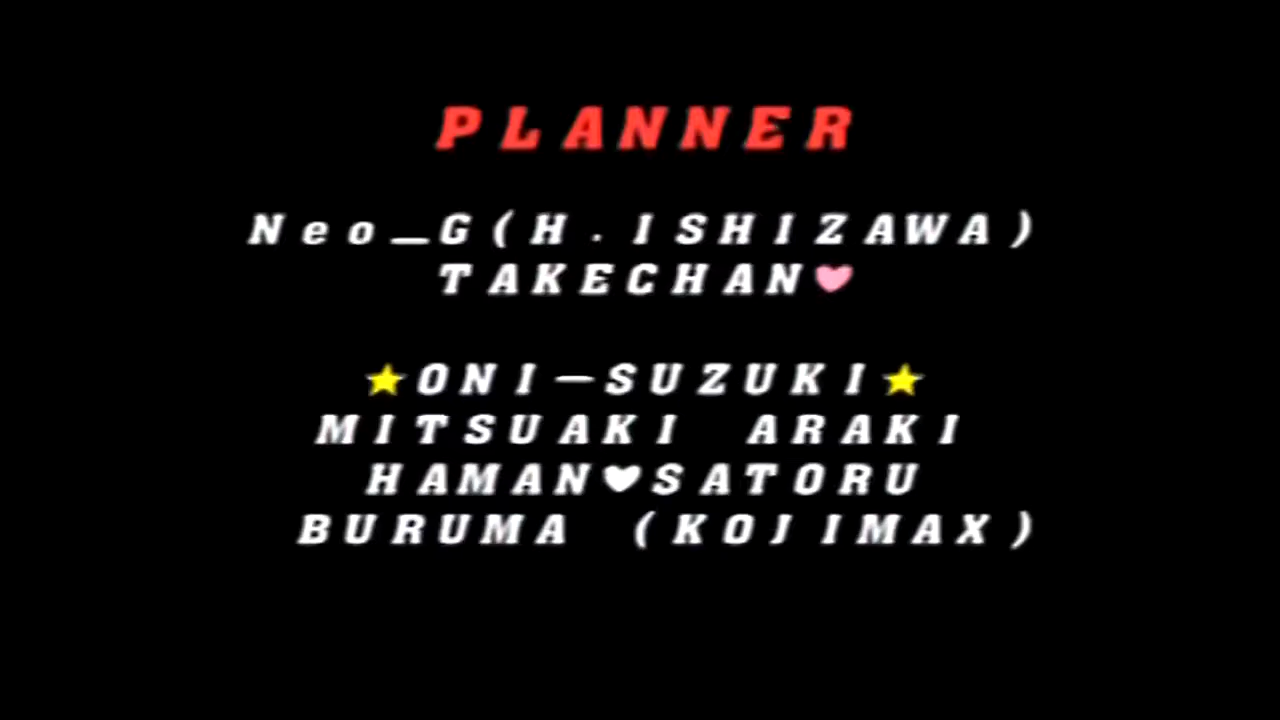 PLANNER
Neo_G(H.ISHIZAWA)
TAKECHAN♥
★ONI-SUZUKI★
MITSUAKI ARAKI
HAMAN♥SATORU
BURUMA (KOJIMAX)